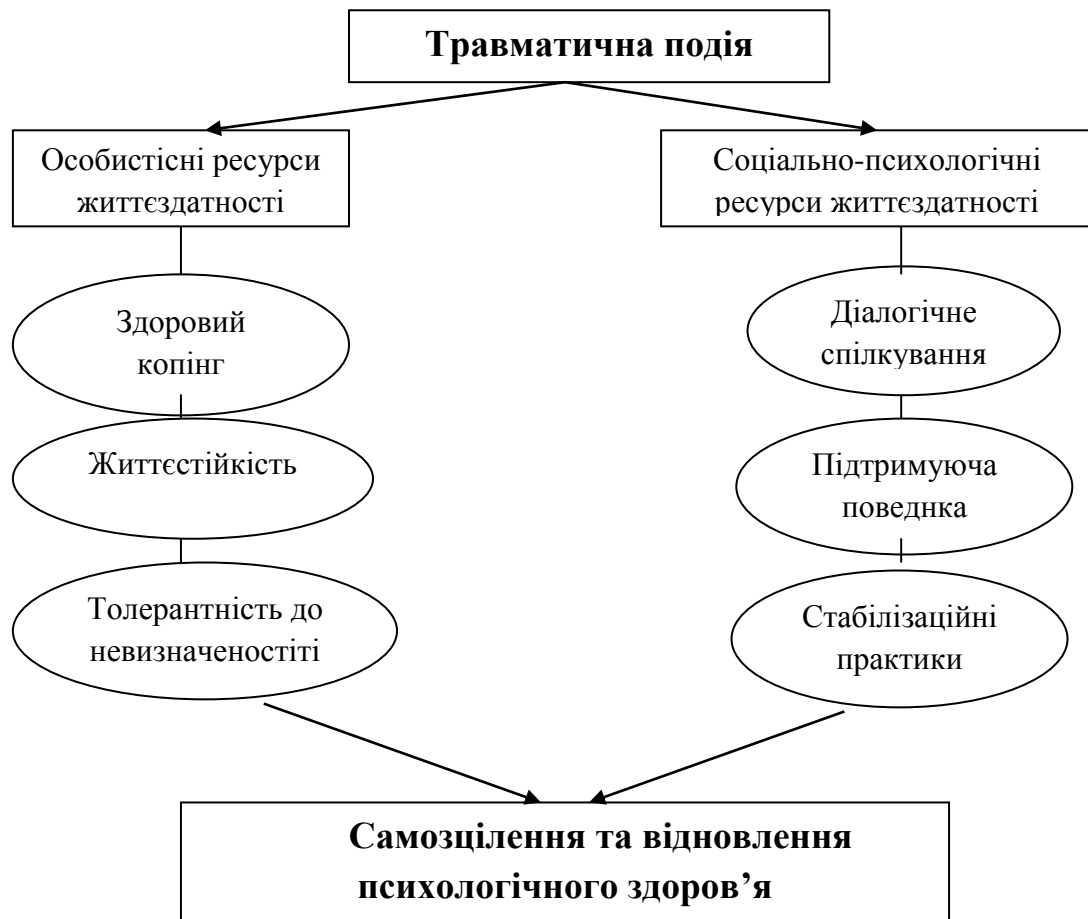 Травматична подія
Особистісні ресурси
життєздатності
Соціально-психологічні
ресурси життєздатності
Здоровий
копінг
Діалогічне
спілкування
Життєстійкість
Підтримуюча
поведнка
Толерантність до
невизначеностіті
Стабілізаційні
практики
Самозцілення та відновлення
психологічного здоров’я